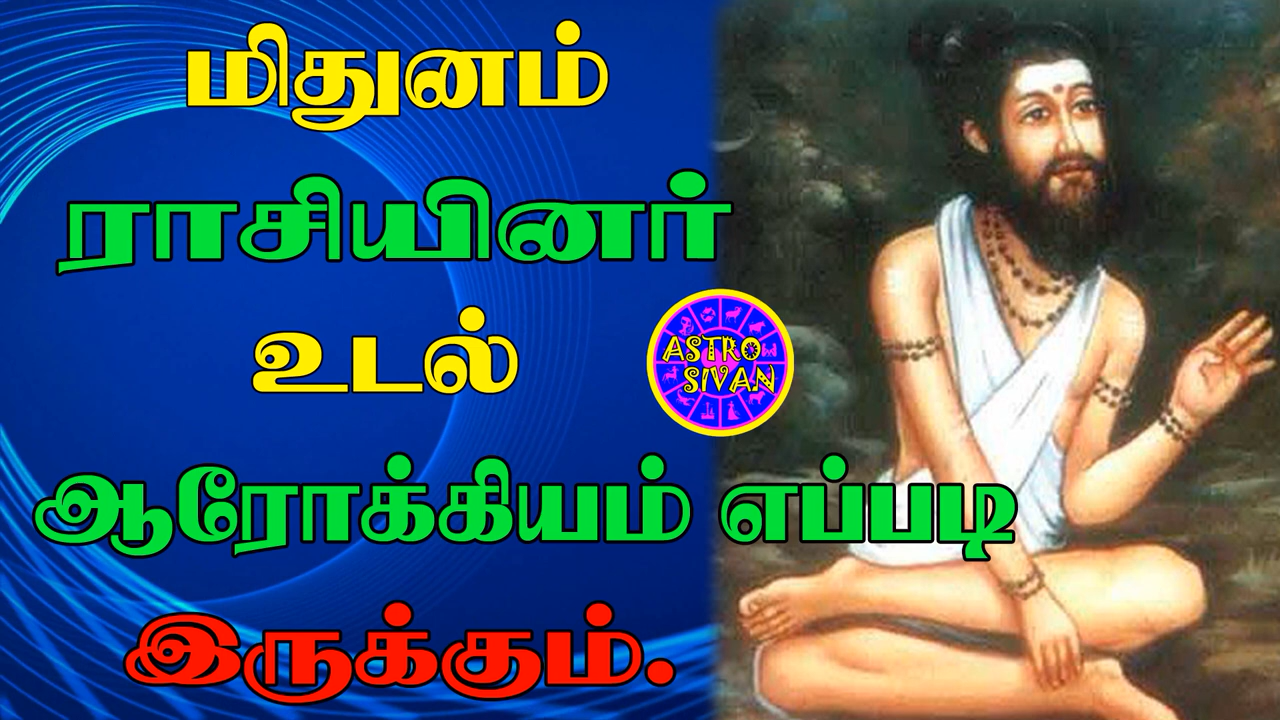 மிதுனம்
ராசியினர்
உடல்
ASTRO
SIVAN
ஆரோக்கியம் எப்படி
இருக்கும்.